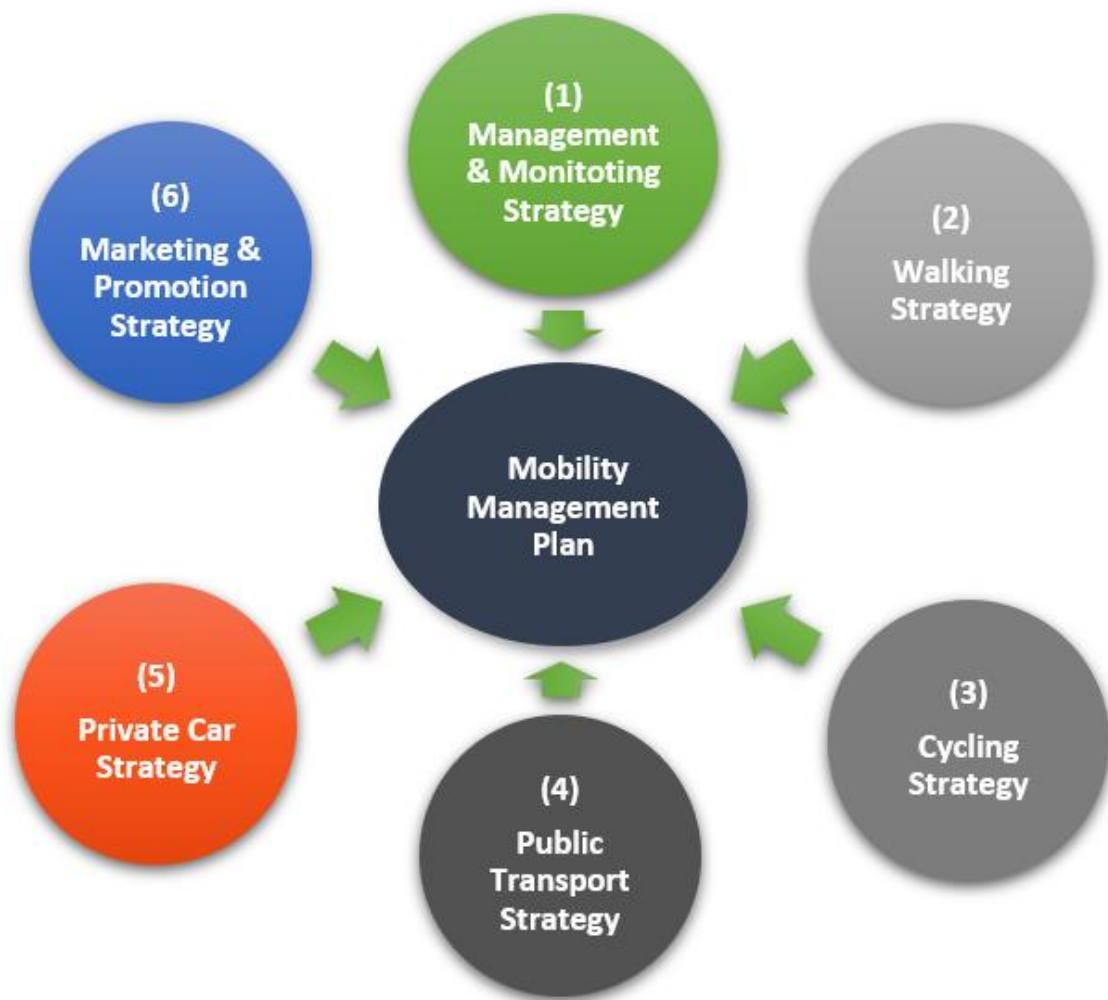 (1)
Management
& Monitoting
Strategy
(2)
Walking
Strategy
(3)
Cycling
Strategy
(4)
Public
Transport
Strategy
(5)
Private Car
Strategy
(6)
Marketing &
Promotion
Strategy
Mobility
Management
Plan